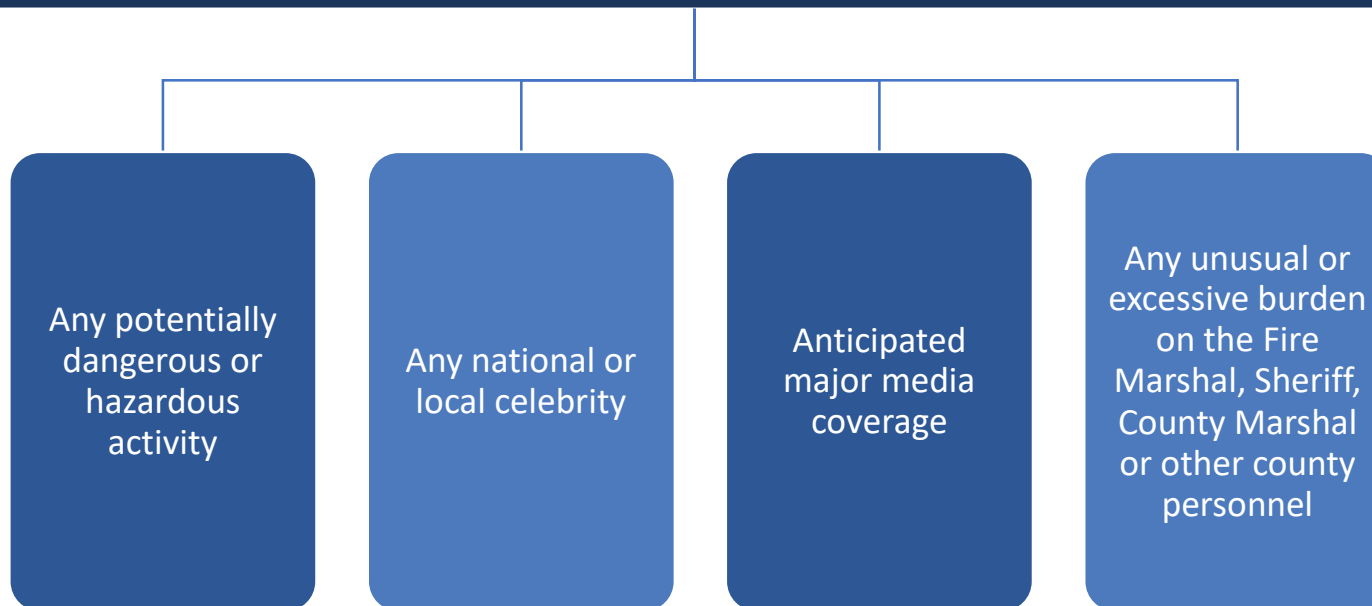 Any potentially
dangerous or
hazardous
activity
Any national or
local celebrity
Anticipated
major media
coverage
Any unusual or
excessive burden
on the Fire
Marshal, Sheriff,
County Marshal
or other county
personnel